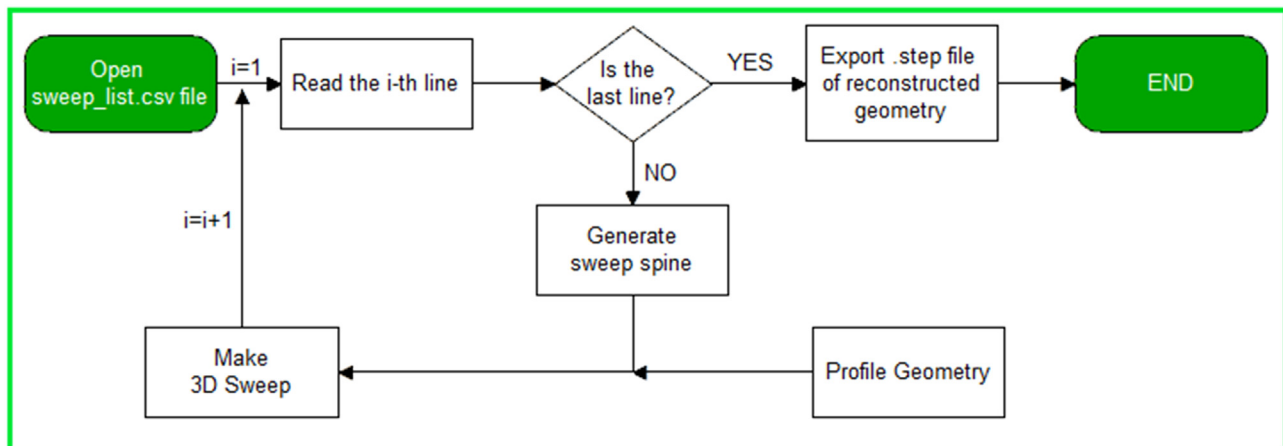 Open
sweep_list.csv file
i=1
Read the i-th line
Is the
last line?
YES
Export .step file
of reconstructed
geometry
END
NO
Generate
sweep spine
i=i+1
Make
3D Sweep
Profile Geometry